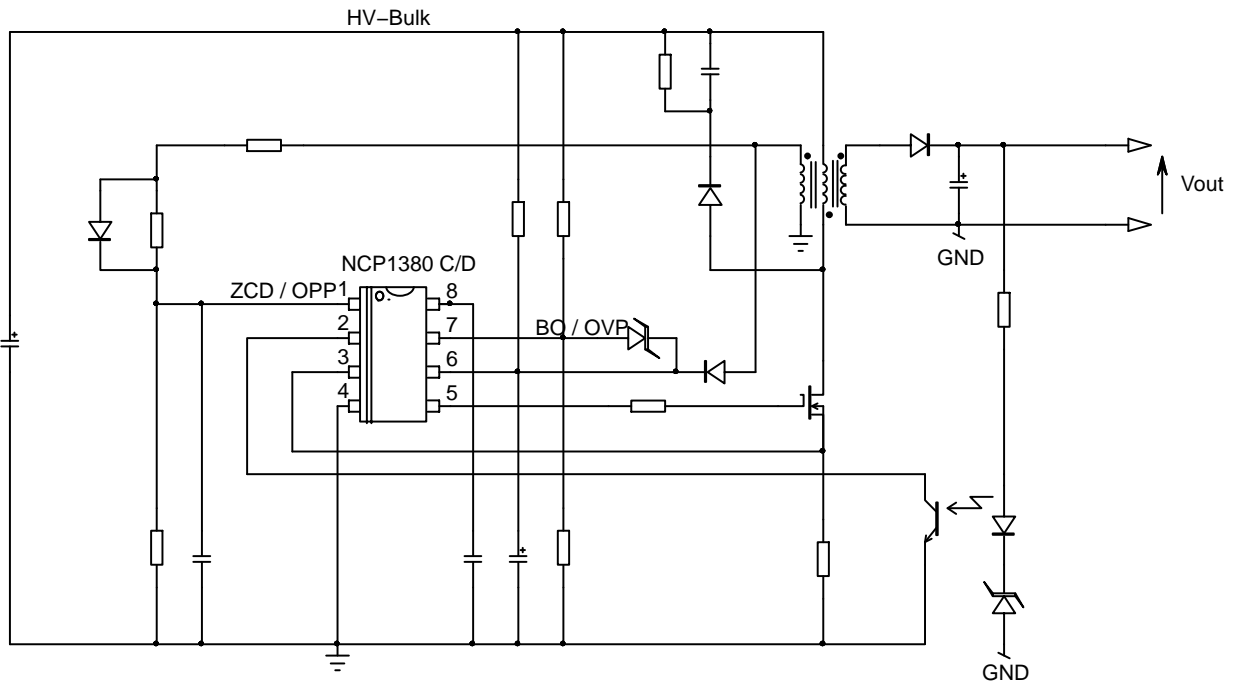 HV–Bulk
Vout
GND
NCP1380 C/D
ZCD / OPP
1
8
2
7
BO / OVP
3
6
4
5
GND